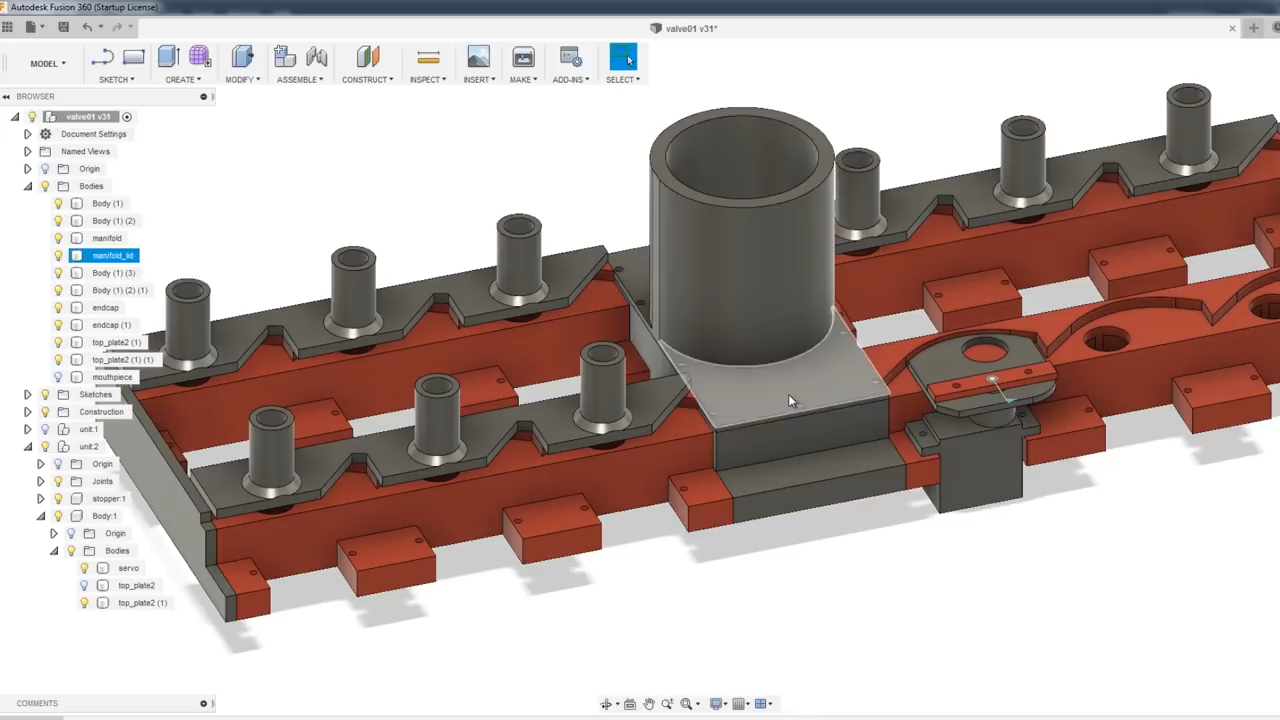 Autodesk Fusion 360 (Startup License)
valve01 v31*
MODEL
SKETCH
CREATE
MODIFY
ASSEMBLE
CONSTRUCT
INSPECT
INSERT
MAKE
ADD-INS
SELECT
BROWSER
valve01 v31
Document Settings
Named Views
Origin
Bodies
Body (1)
Body (1) (2)
manifold
manifold_lid
Body (1) (3)
Body (1) (2) (1)
endcap
endcap (1)
top_plate2 (1)
top_plate2 (1) (1)
mouthpiece
Sketches
Construction
unit:1
unit:2
Origin
Joints
stopper:1
Body:1
Origin
Bodies
servo
top_plate2
top_plate2 (1)
COMMENTS